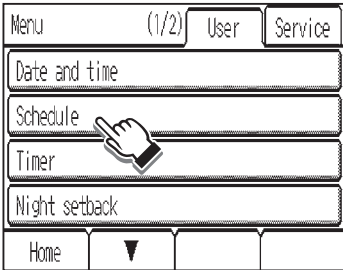 Menu (1/2) User Service
Date and time
Schedule
Timer
Night setback
Home ▼